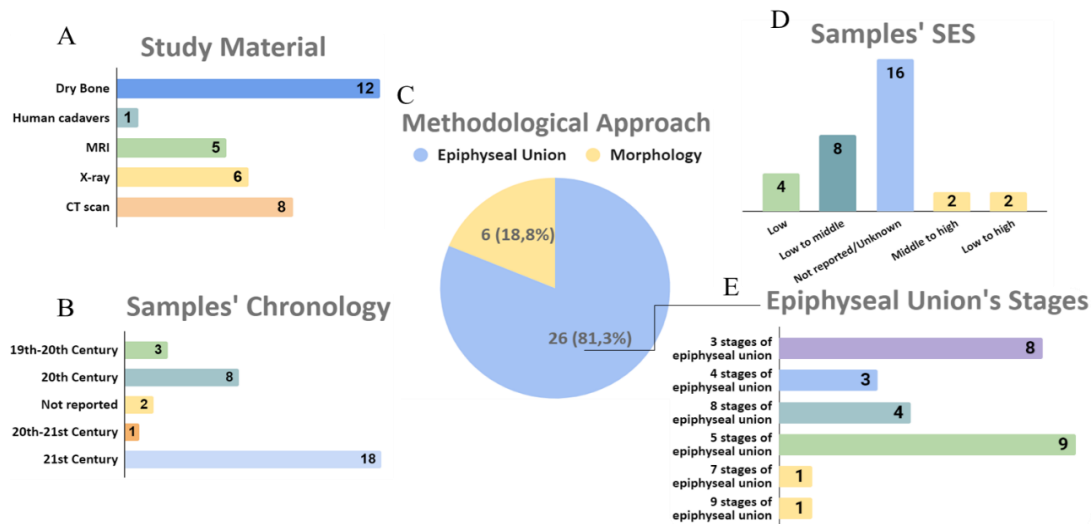 A
Study Material
Dry Bone
12
Human cadavers
1
MRI
5
X-ray
6
CT scan
8
B
Samples' Chronology
19th-20th Century
3
20th Century
8
Not reported
2
20th-21st Century
1
21st Century
18
C
Methodological Approach
Epiphyseal Union
Morphology
6 (18,8%)
26 (81,3%)
D
Samples' SES
4
8
16
2
2
Low
Low to middle
Not reported/Unknown
Middle to high
Low to high
E
Epiphyseal Union's Stages
3 stages of
epiphyseal union
8
4 stages of
epiphyseal union
3
8 stages of
epiphyseal union
4
5 stages of
epiphyseal union
9
7 stages of
epiphyseal union
1
9 stages of
epiphyseal union
1